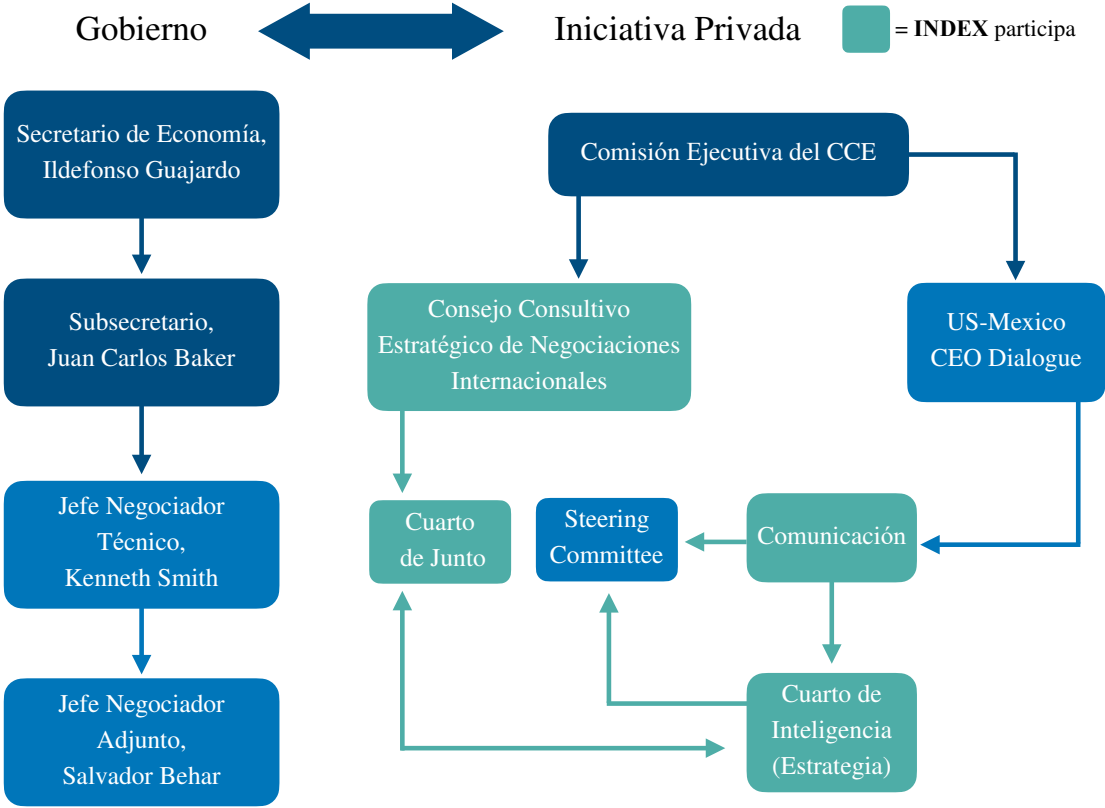 Gobierno
Iniciativa Privada
= INDEX participa
Secretario de Economía,
Ildefonso Guajardo
Subsecretario,
Juan Carlos Baker
Jefe Negociador
Técnico,
Kenneth Smith
Jefe Negociador
Adjunto,
Salvador Behar
Comisión Ejecutiva del CCE
Consejo Consultivo
Estratégico de Negociaciones
Internacionales
US-Mexico
CEO Dialogue
Cuarto
de Junto
Steering
Committee
Comunicación
Cuarto de
Inteligencia
(Estrategia)